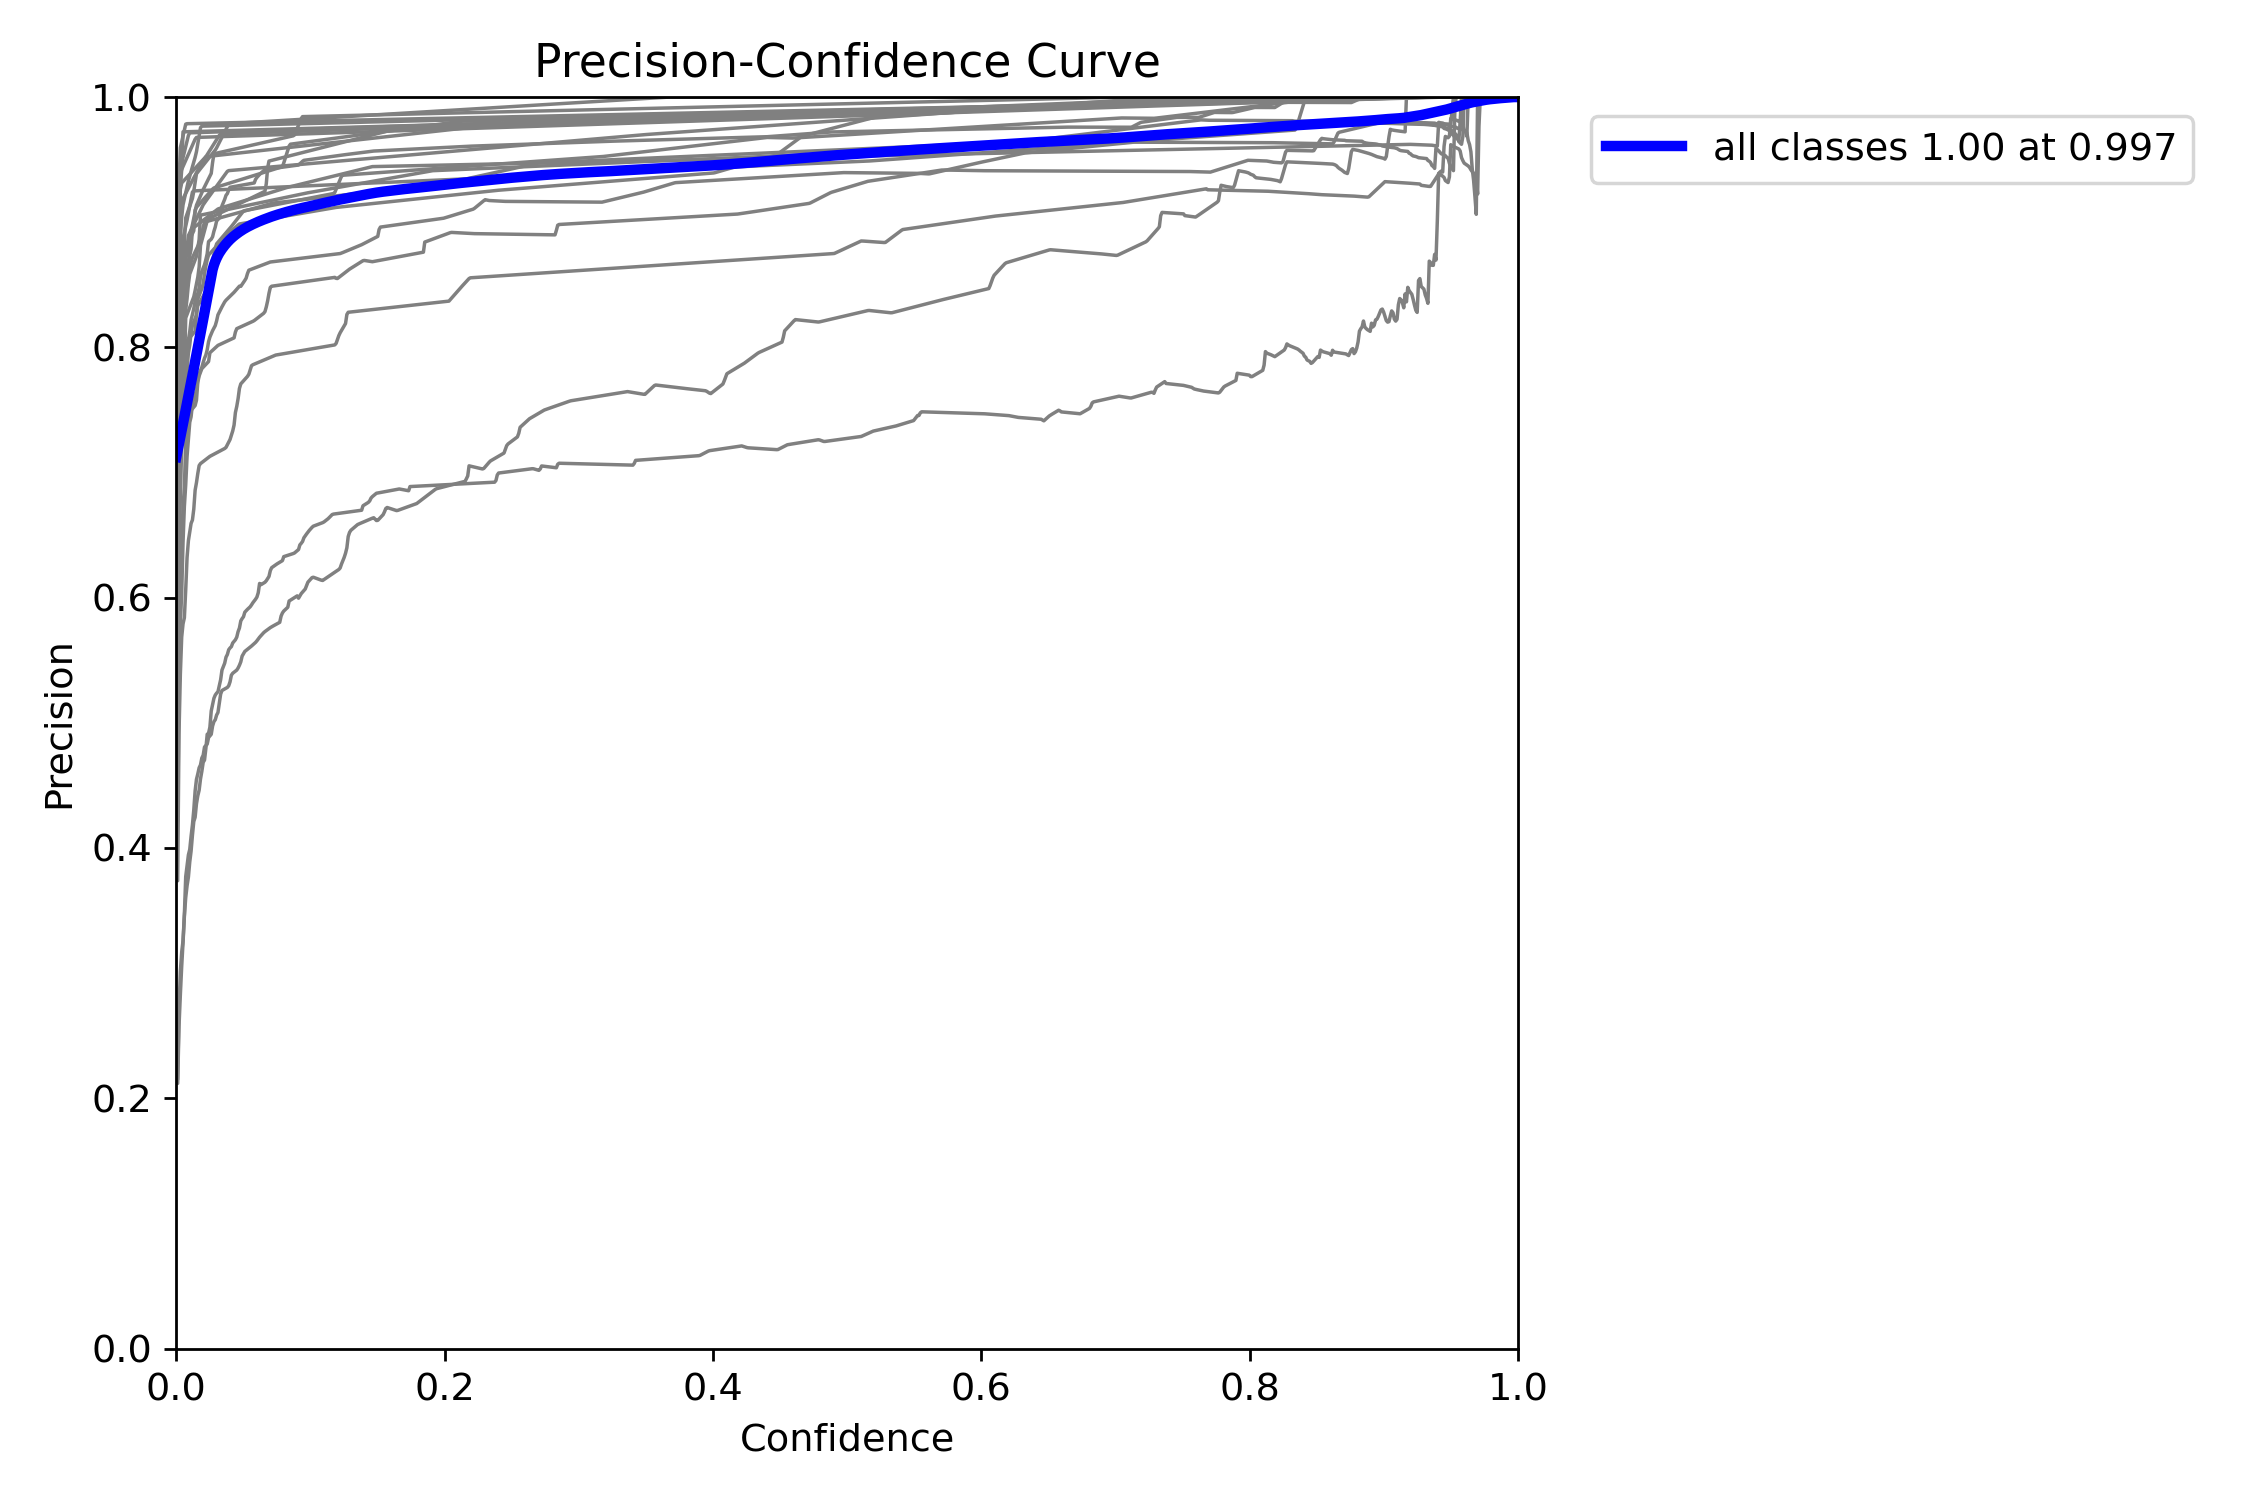 Precision-Confidence Curve
1.0
0.8
0.6
0.4
0.2
0.0
Precision
0.0 0.2 0.4 0.6 0.8 1.0
Confidence
all classes 1.00 at 0.997